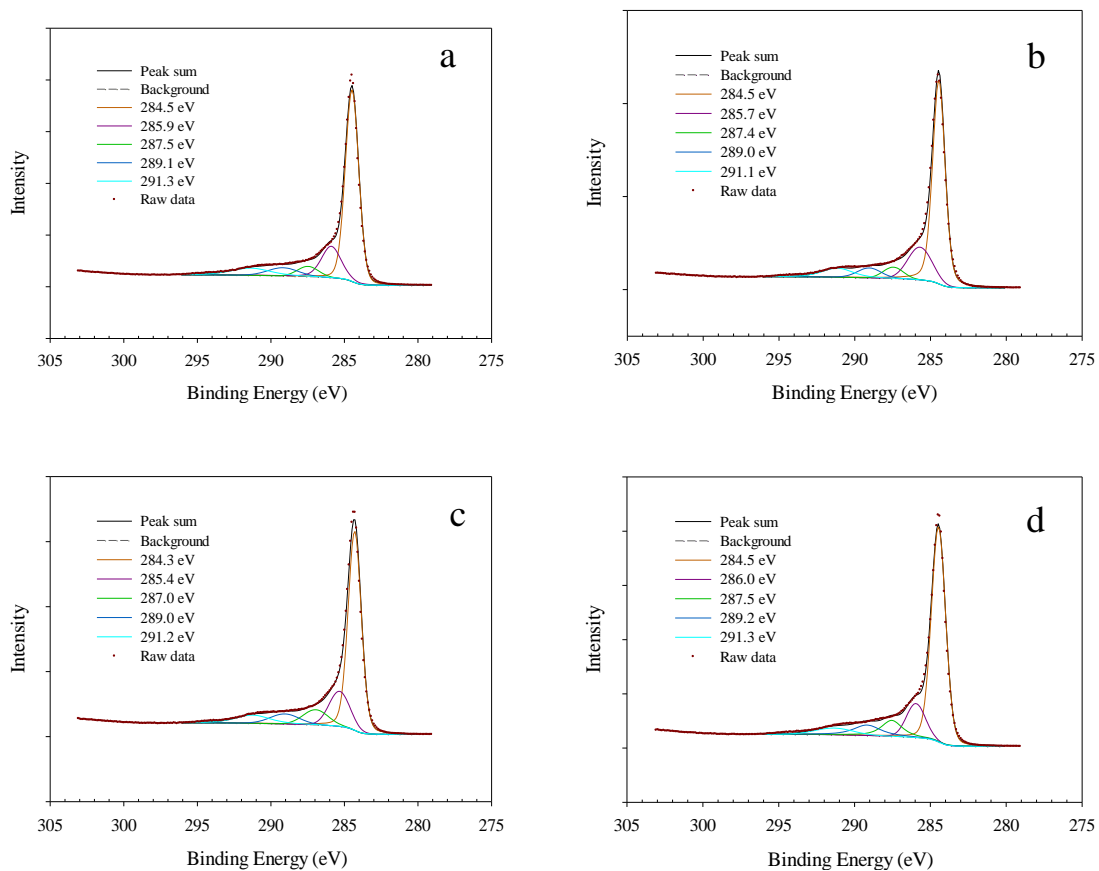 a
Peak sum
Background
284.5 eV
285.9 eV
287.5 eV
289.1 eV
291.3 eV
Raw data
Intensity
305 300 295 290 285 280 275
Binding Energy (eV)
b
Peak sum
Background
284.5 eV
285.7 eV
287.4 eV
289.0 eV
291.1 eV
Raw data
Intensity
305 300 295 290 285 280 275
Binding Energy (eV)
c
Peak sum
Background
284.3 eV
285.4 eV
287.0 eV
289.0 eV
291.2 eV
Raw data
Intensity
305 300 295 290 285 280 275
Binding Energy (eV)
d
Peak sum
Background
284.5 eV
286.0 eV
287.5 eV
289.2 eV
291.3 eV
Raw data
Intensity
305 300 295 290 285 280 275
Binding Energy (eV)